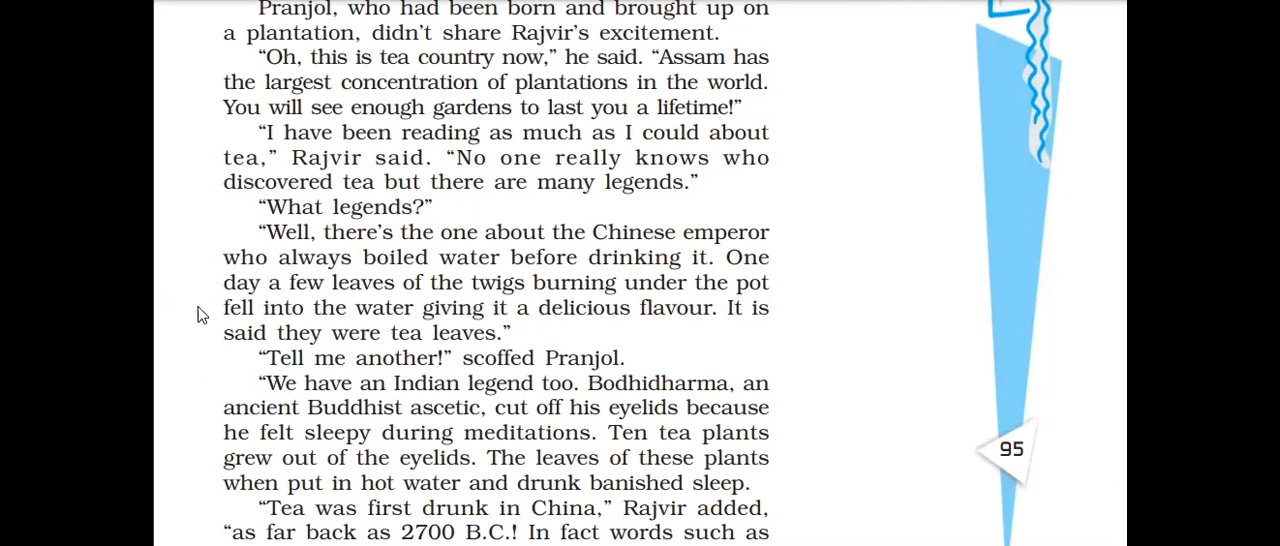 Pranjol, who had been born and brought up on
a plantation, didn’t share Rajvir’s excitement.
“Oh, this is tea country now,” he said. “Assam has
the largest concentration of plantations in the world.
You will see enough gardens to last you a lifetime!”
“I have been reading as much as I could about
tea,” Rajvir said. “No one really knows who
discovered tea but there are many legends.”
“What legends?”
“Well, there’s the one about the Chinese emperor
who always boiled water before drinking it. One
day a few leaves of the twigs burning under the pot
fell into the water giving it a delicious flavour. It is
said they were tea leaves.”
“Tell me another!” scoffed Pranjol.
“We have an Indian legend too. Bodhidharma, an
ancient Buddhist ascetic, cut off his eyelids because
he felt sleepy during meditations. Ten tea plants
grew out of the eyelids. The leaves of these plants
when put in hot water and drunk banished sleep.
“Tea was first drunk in China,” Rajvir added,
“as far back as 2700 B.C.! In fact words such as
95